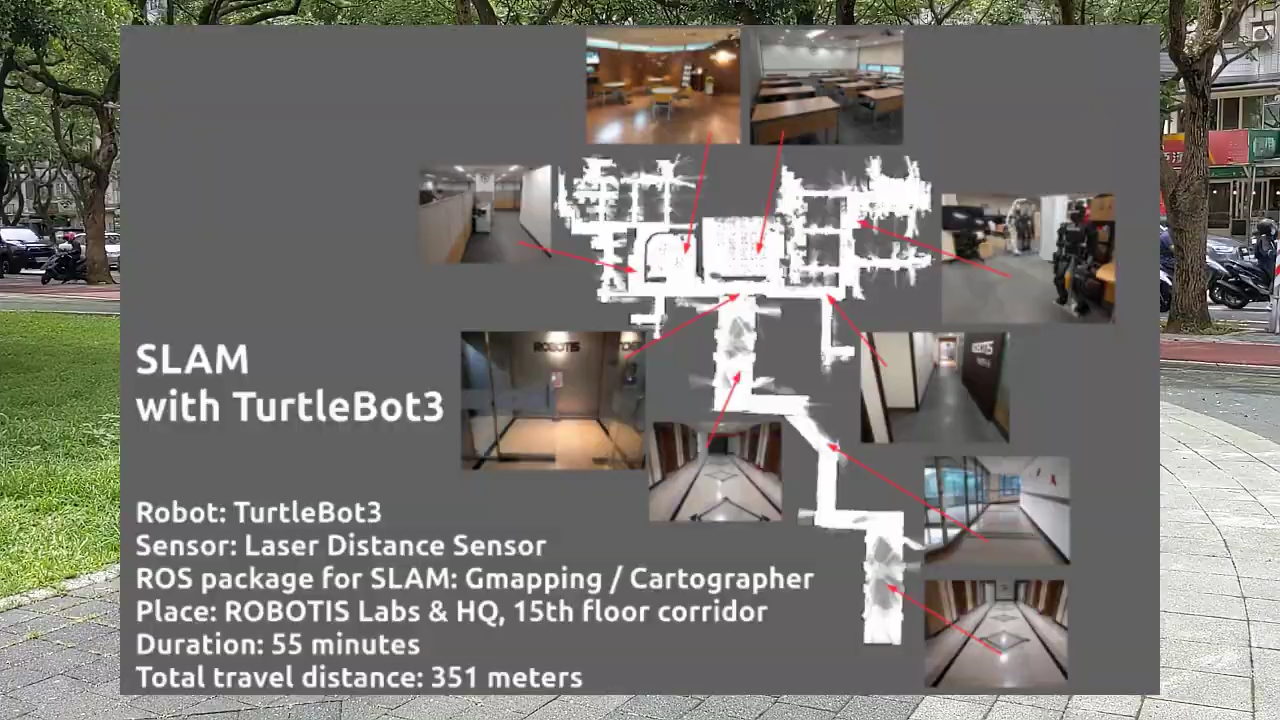 SLAM
with TurtleBot3
ROBOTIS
Robot: TurtleBot3
Sensor: Laser Distance Sensor
ROS package for SLAM: Gmapping / Cartographer
Place: ROBOTIS Labs & HQ, 15th floor corridor
Duration: 55 minutes
Total travel distance: 351 meters